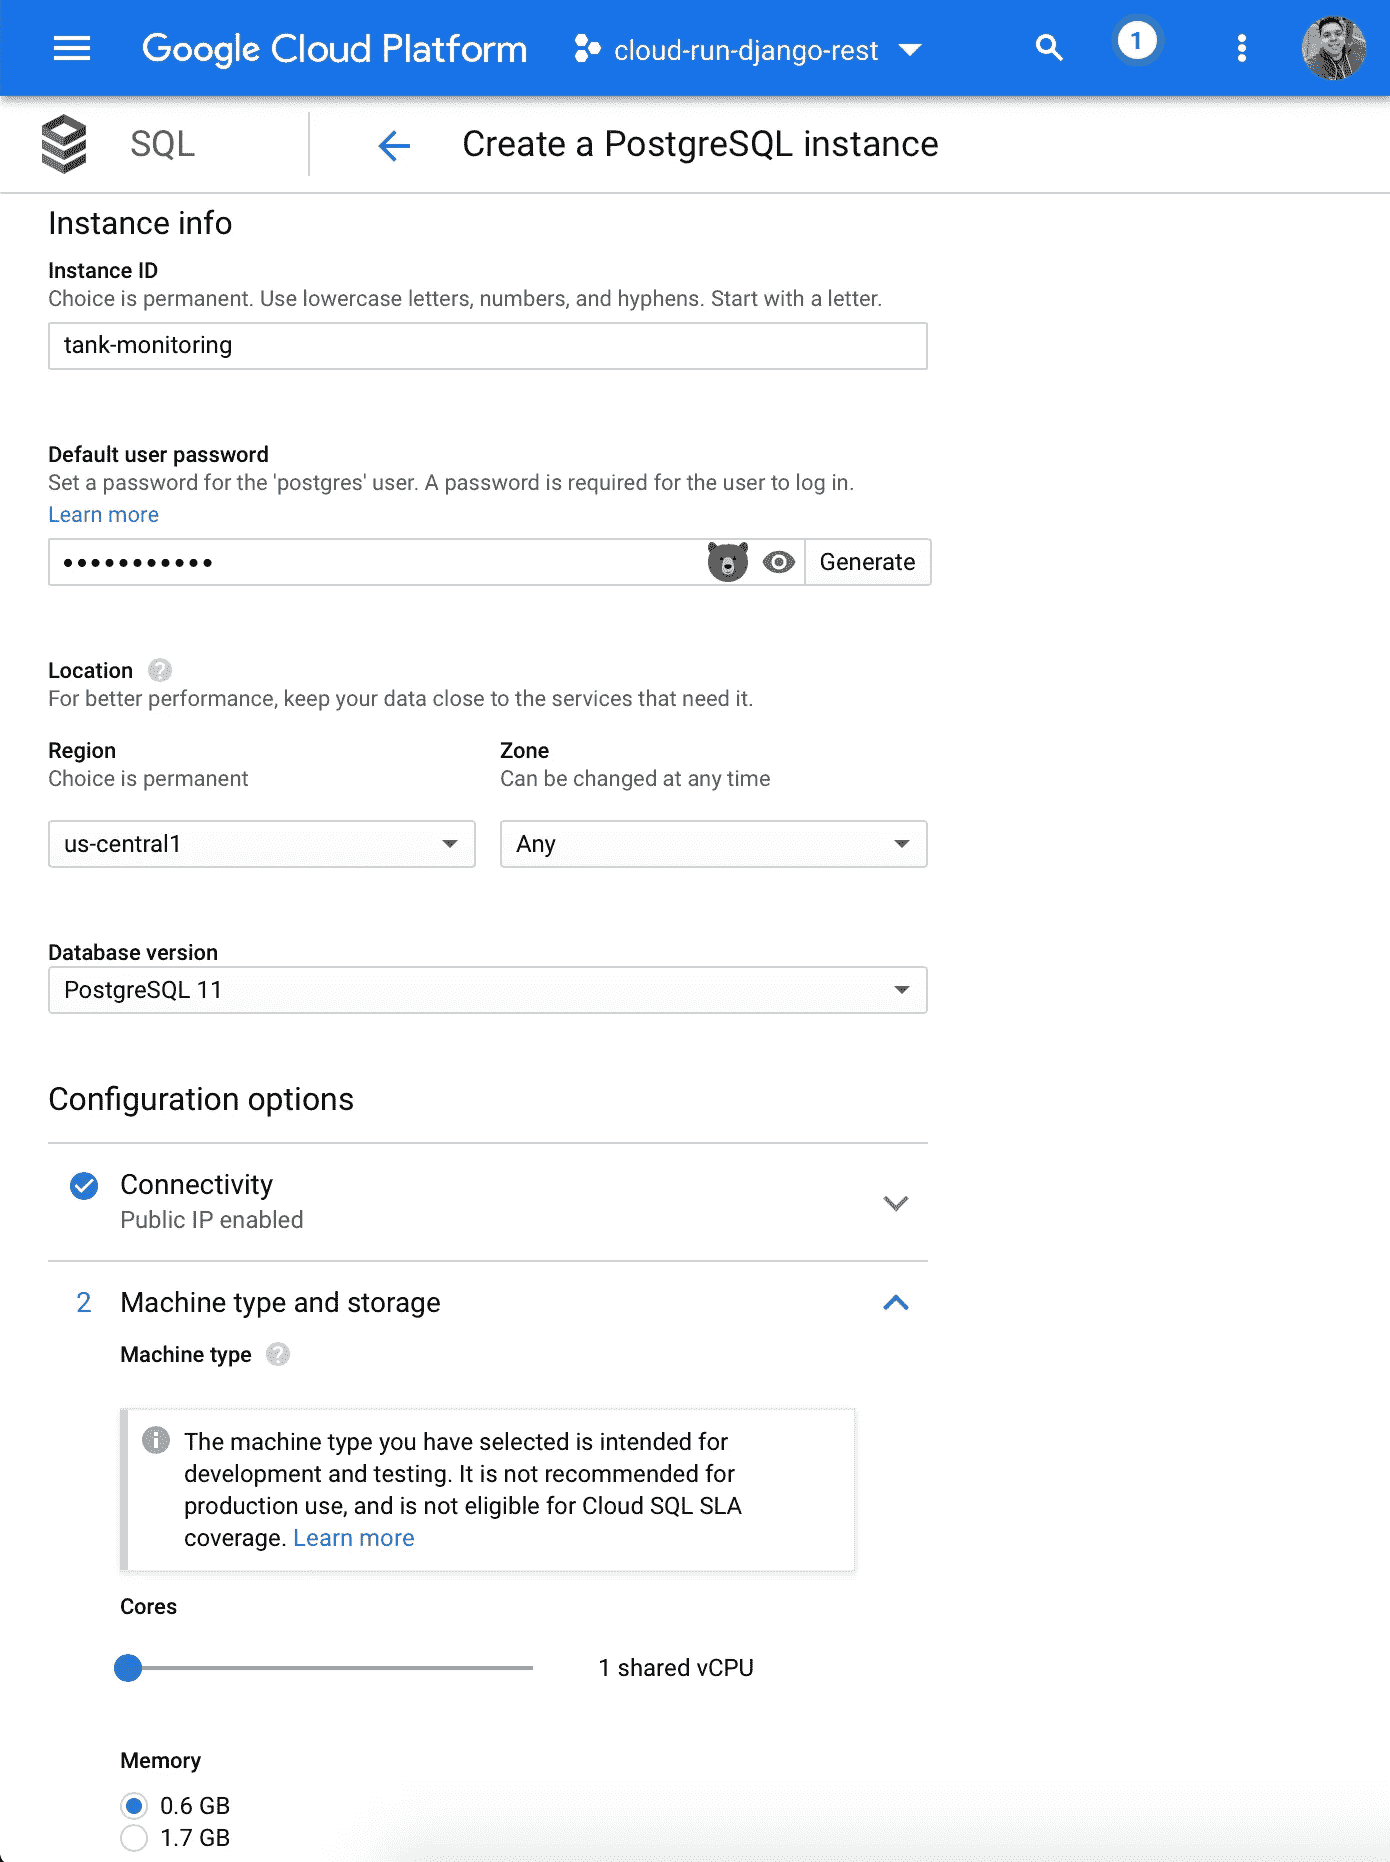 Google Cloud Platform cloud-run-django-rest 1
SQL Create a PostgreSQL instance
Instance info
Instance ID
Choice is permanent. Use lowercase letters, numbers, and hyphens. Start with a letter.
tank-monitoring
Default user password
Set a password for the 'postgres' user. A password is required for the user to log in.
Learn more
••••••••••• Generate
Location ?
For better performance, keep your data close to the services that need it.
Region Zone
Choice is permanent Can be changed at any time
us-central1 Any
Database version
PostgreSQL 11
Configuration options
Connectivity
Public IP enabled
2 Machine type and storage
Machine type ?
The machine type you have selected is intended for
development and testing. It is not recommended for
production use, and is not eligible for Cloud SQL SLA
coverage. Learn more
Cores
1 shared vCPU
Memory
0.6 GB
1.7 GB